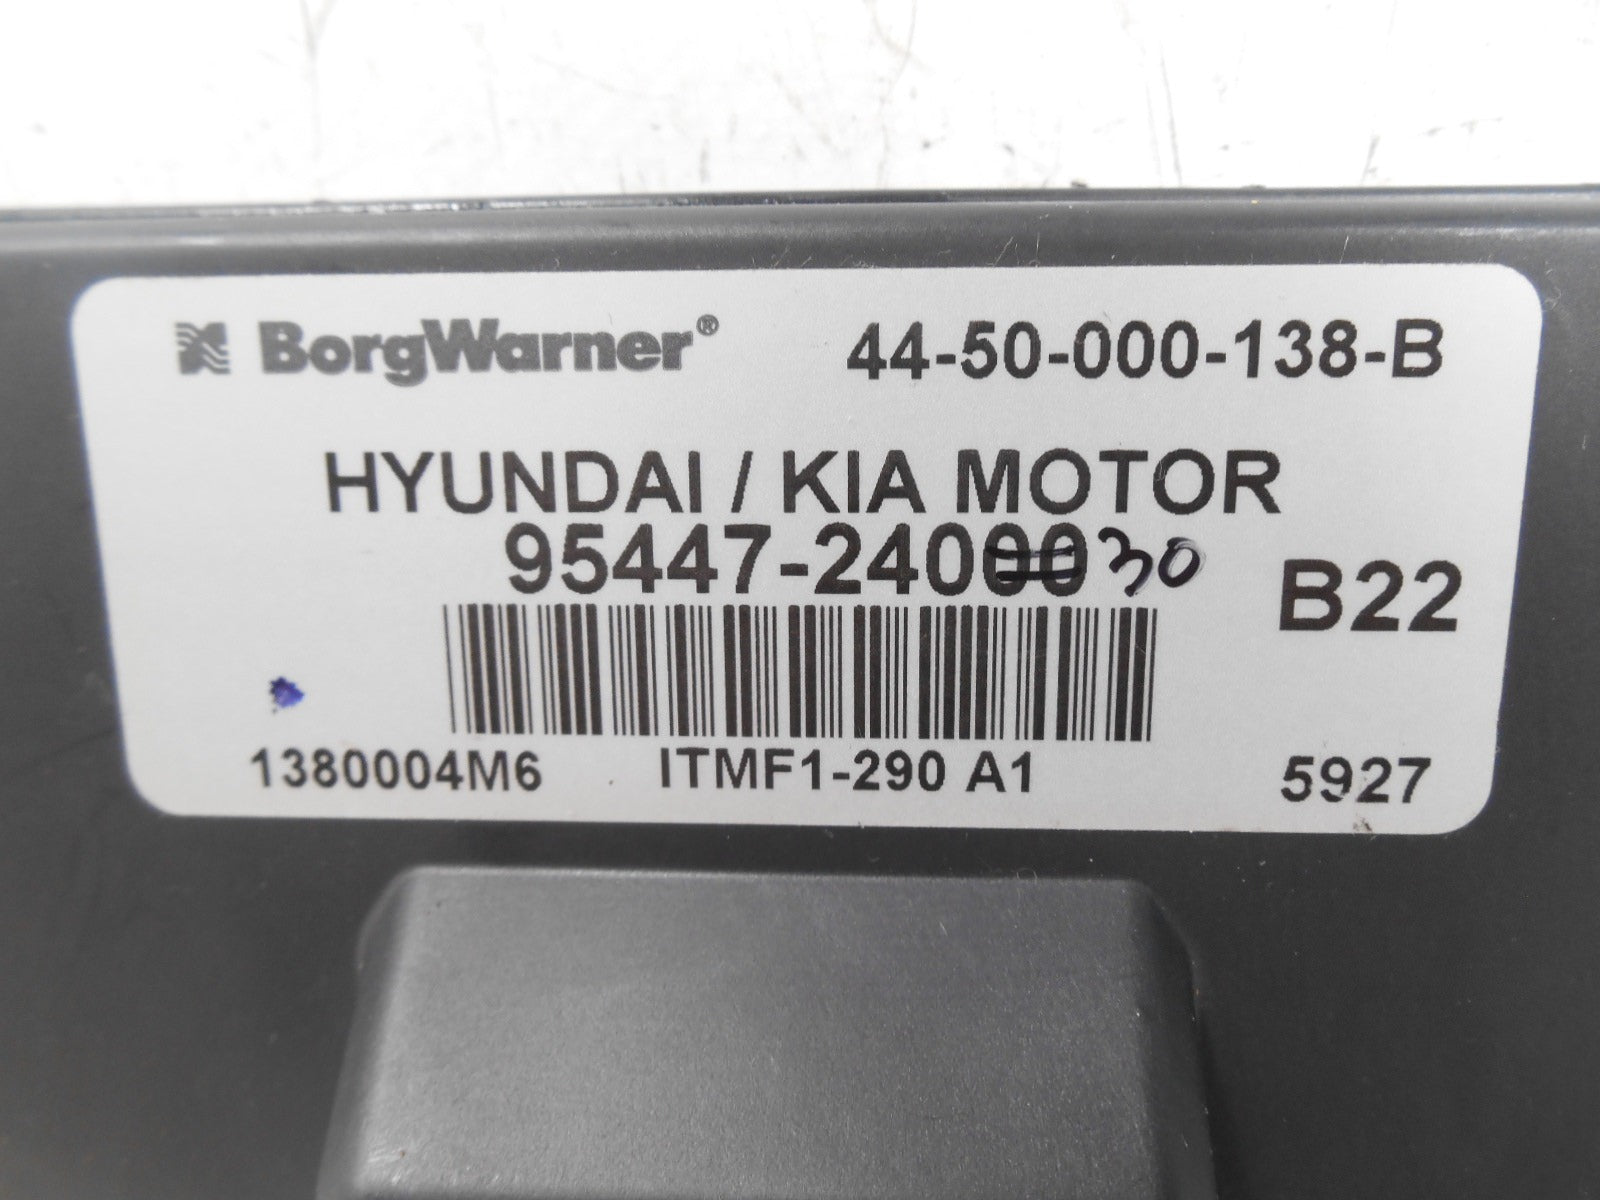 BorgWarner® 44-50-000-138-B
HYUNDAI / KIA MOTOR
95447-24000 30
B22
1380004M6 ITMF1-290 A1 5927